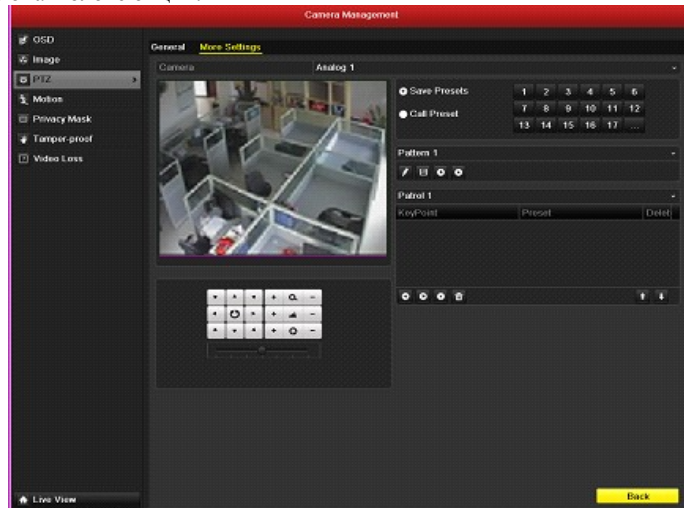 Camera Management
OSD
Image
PTZ
Motion
Privacy Mask
Tamper-proof
Video Loss
Live View
General More Settings
Camera Analog 1
Save Presets 1 2 3 4 5 6
Call Preset 7 8 9 10 11 12
13 14 15 16 17 ...
Pattern 1
Patrol 1
KeyPoint Preset Delet
Back